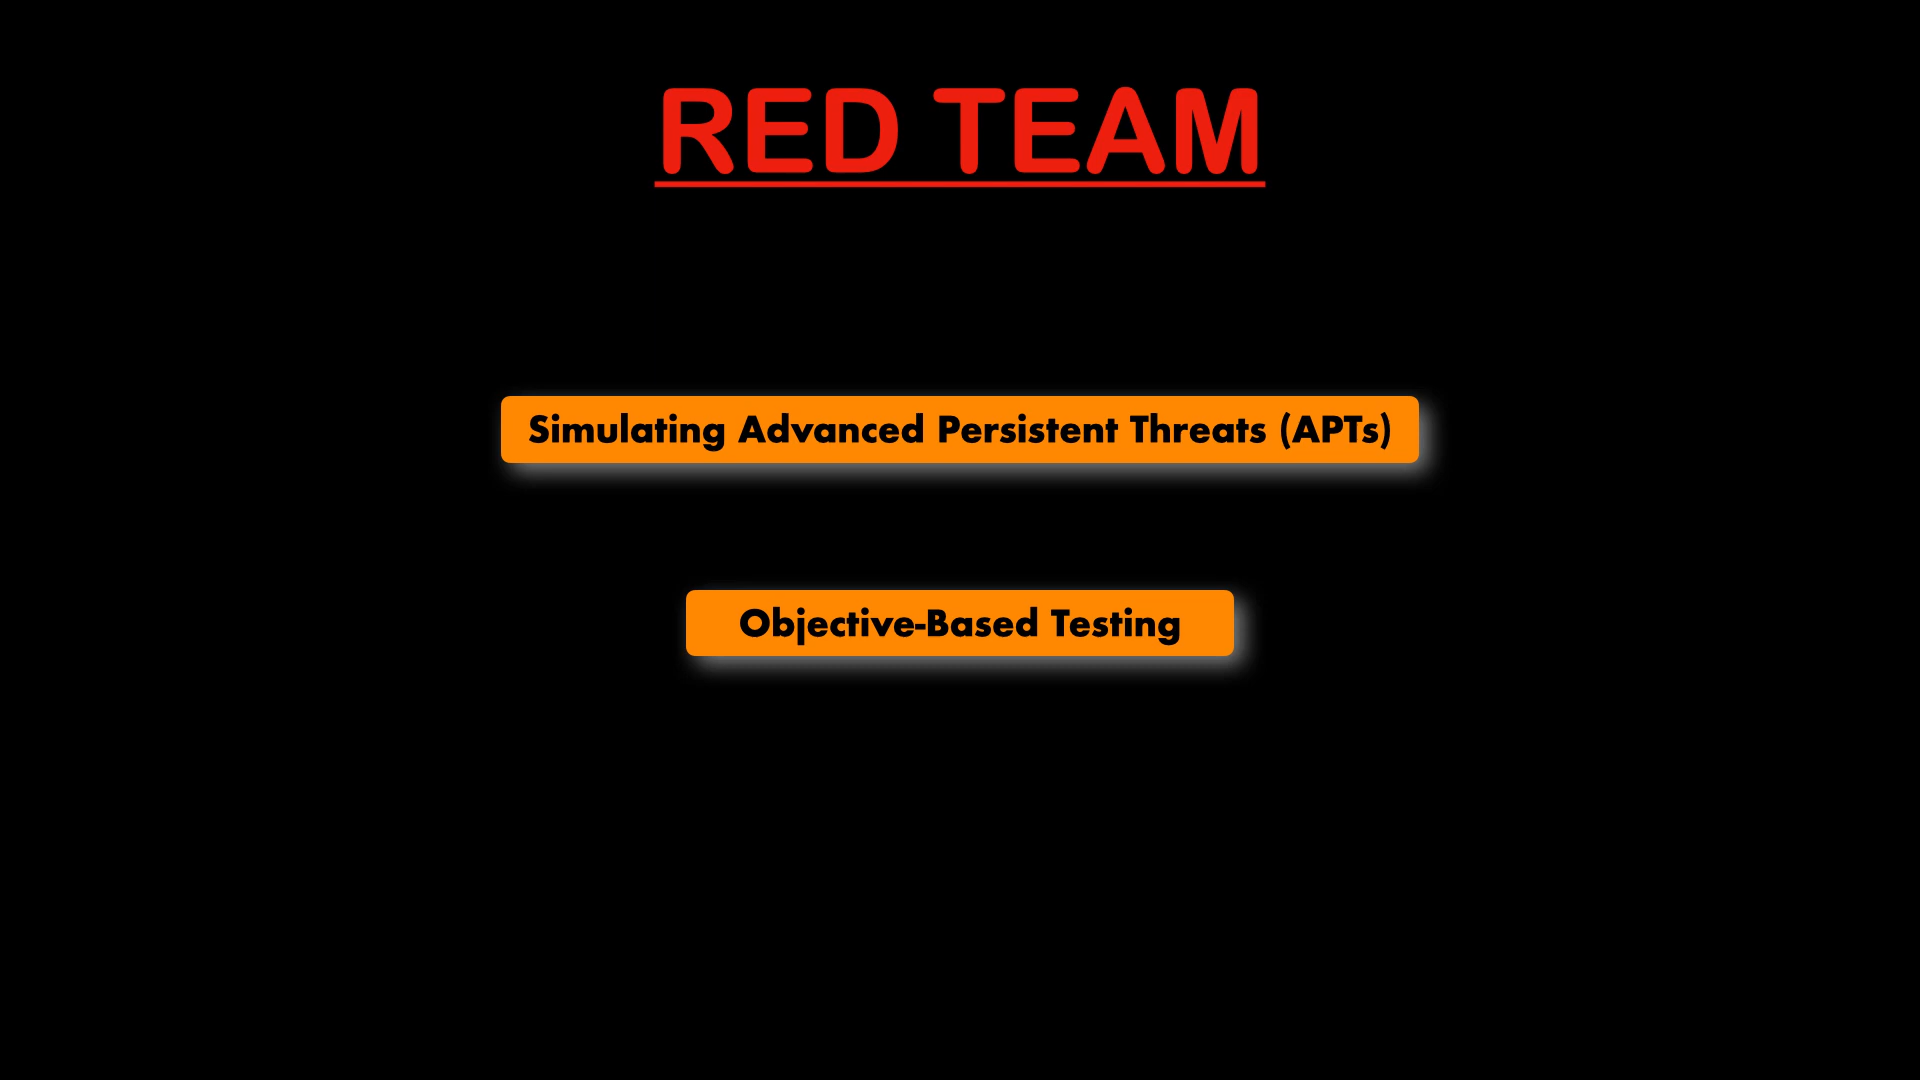 RED TEAM
Simulating Advanced Persistent Threats (APTs)
Objective-Based Testing